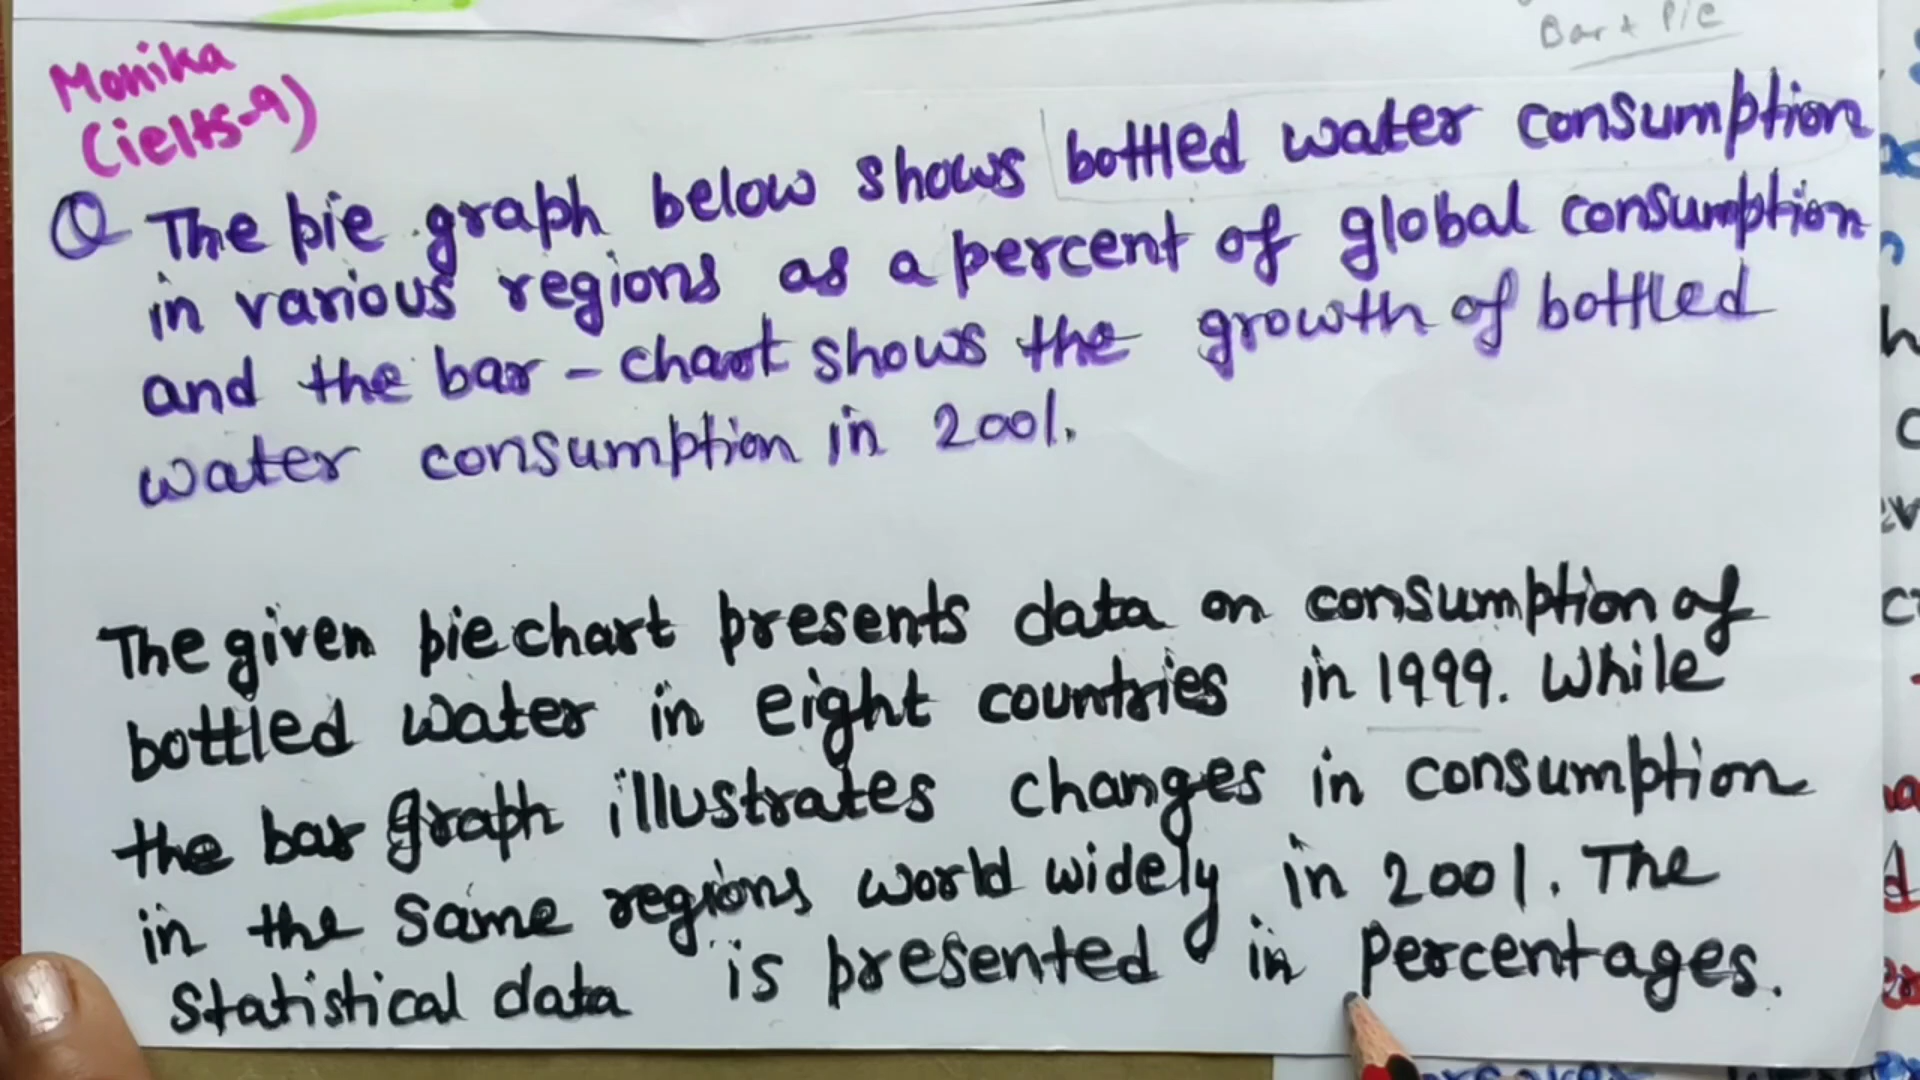 Bar + Pie
Monika
(ielts-9)
Q The pie graph below shows bottled water consumption
in various regions as a percent of global consumption
and the bar - chart shows the growth of bottled
water consumption in 2001.
The given pie chart presents data on consumption of
bottled water in eight countries in 1999. While
the bar graph illustrates changes in consumption
in the same regions world widely in 2001. The
statistical data is presented in percentages.